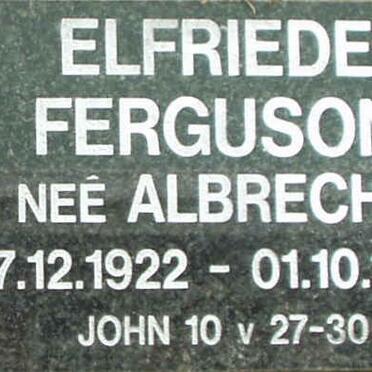 ELFRIEDE
FERGUSON
NEÊ ALBRECH
7.12.1922 - 01.10.
JOHN 10 v 27-30